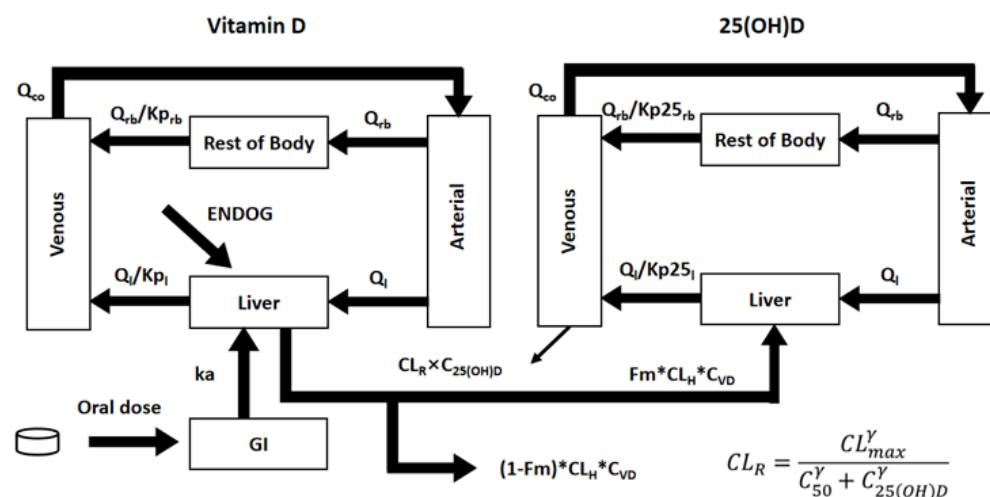 Vitamin D
25(OH)D
Q_co
Q_rb/Kp_rb
Q_rb
Rest of Body
Venous
Arterial
ENDOG
Q_l/Kp_l
Q_l
Liver
ka
Oral dose
GI
(1-Fm)*CL_H*C_VD
Q_co
Q_rb/Kp25_rb
Q_rb
Rest of Body
Venous
Arterial
Q_l/Kp25_l
Q_l
Liver
CL_R×C_25(OH)D
Fm*CL_H*C_VD
CL_R = CL_max^γ / (C_50^γ + C_25(OH)D^γ)